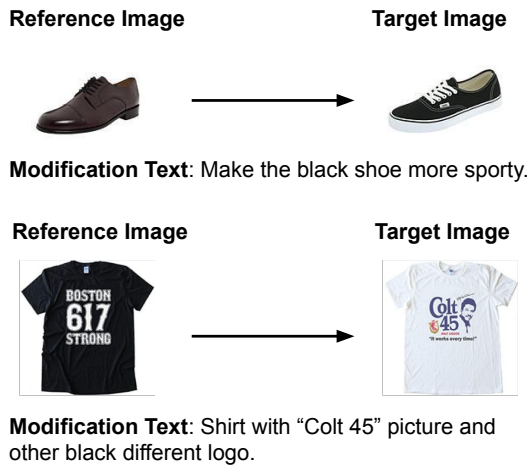 Reference Image
Target Image
Modification Text: Make the black shoe more sporty.
Reference Image
Target Image
BOSTON
617
STRONG
Colt
45
"It works every time!"
Modification Text: Shirt with “Colt 45” picture and
other black different logo.